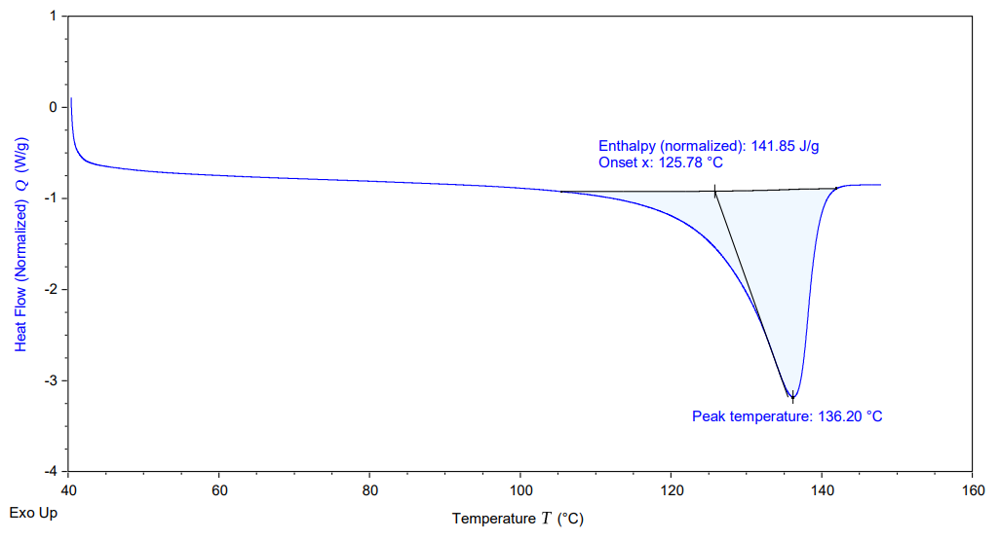 1
0
-1
-2
-3
-4
Heat Flow (Normalized) Q (W/g)
Enthalpy (normalized): 141.85 J/g
Onset x: 125.78 °C
Peak temperature: 136.20 °C
40 60 80 100 120 140 160
Exo Up
Temperature T (°C)